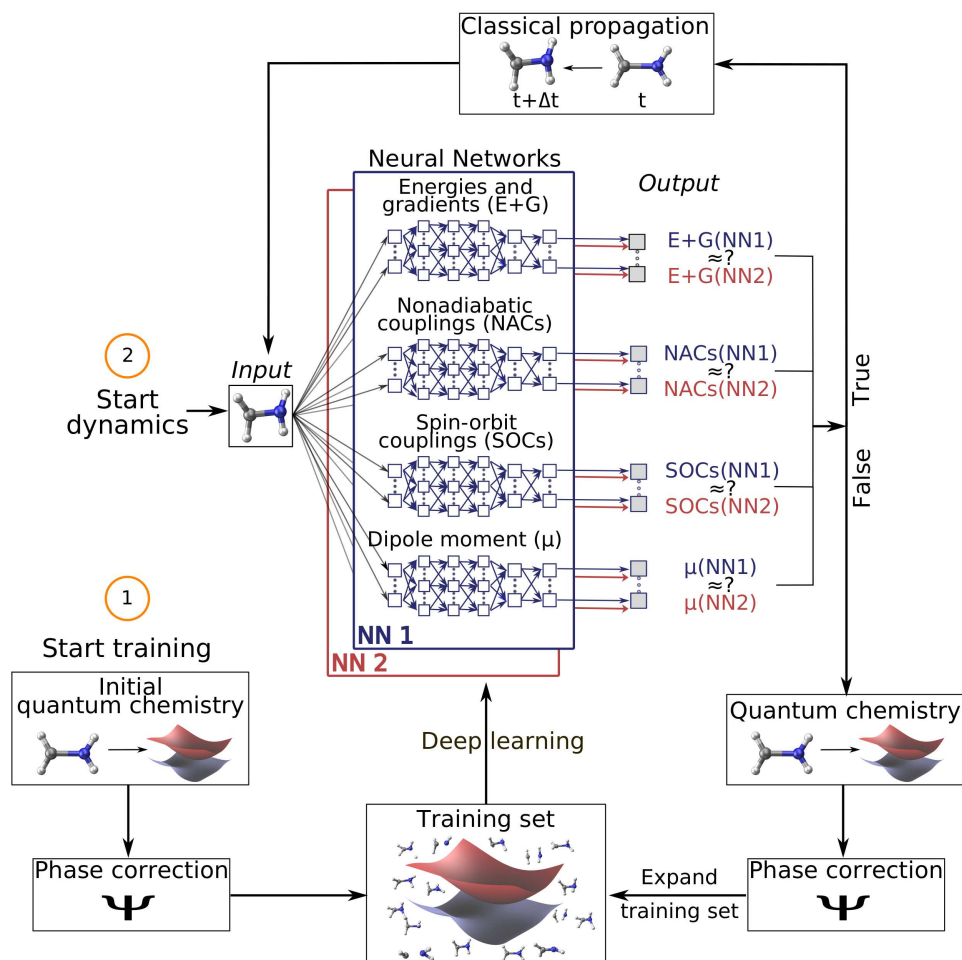 Classical propagation
t+Δt
t
Neural Networks
Output
Energies and
gradients (E+G)
E+G(NN1)
≈?
E+G(NN2)
Nonadiabatic
couplings (NACs)
NACs(NN1)
≈?
NACs(NN2)
2
Start
dynamics
Input
Spin-orbit
couplings (SOCs)
SOCs(NN1)
≈?
SOCs(NN2)
True
False
Dipole moment (μ)
μ(NN1)
≈?
μ(NN2)
NN 1
NN 2
1
Start training
Initial
quantum chemistry
Deep learning
Quantum chemistry
Phase correction
Ψ
Training set
Expand
training set
Phase correction
Ψ